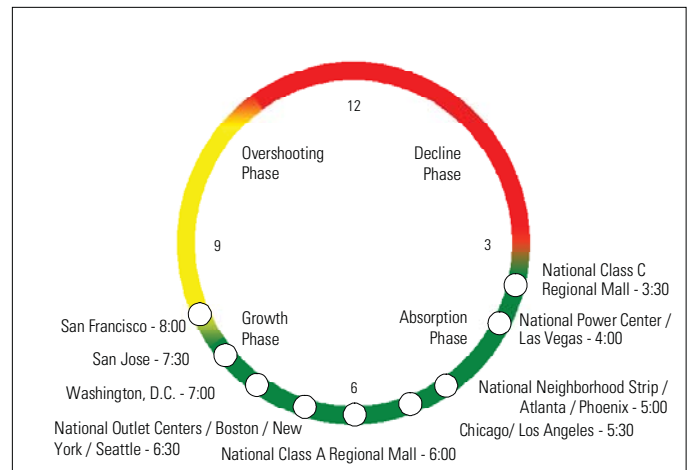 12
Overshooting
Phase
Decline
Phase
9
3
National Class C
Regional Mall - 3:30
San Francisco - 8:00
Growth
Phase
Absorption
Phase
National Power Center /
Las Vegas - 4:00
San Jose - 7:30
Washington, D.C. - 7:00
6
National Neighborhood Strip /
Atlanta / Phoenix - 5:00
National Outlet Centers / Boston / New
York / Seattle - 6:30
Chicago/ Los Angeles - 5:30
National Class A Regional Mall - 6:00